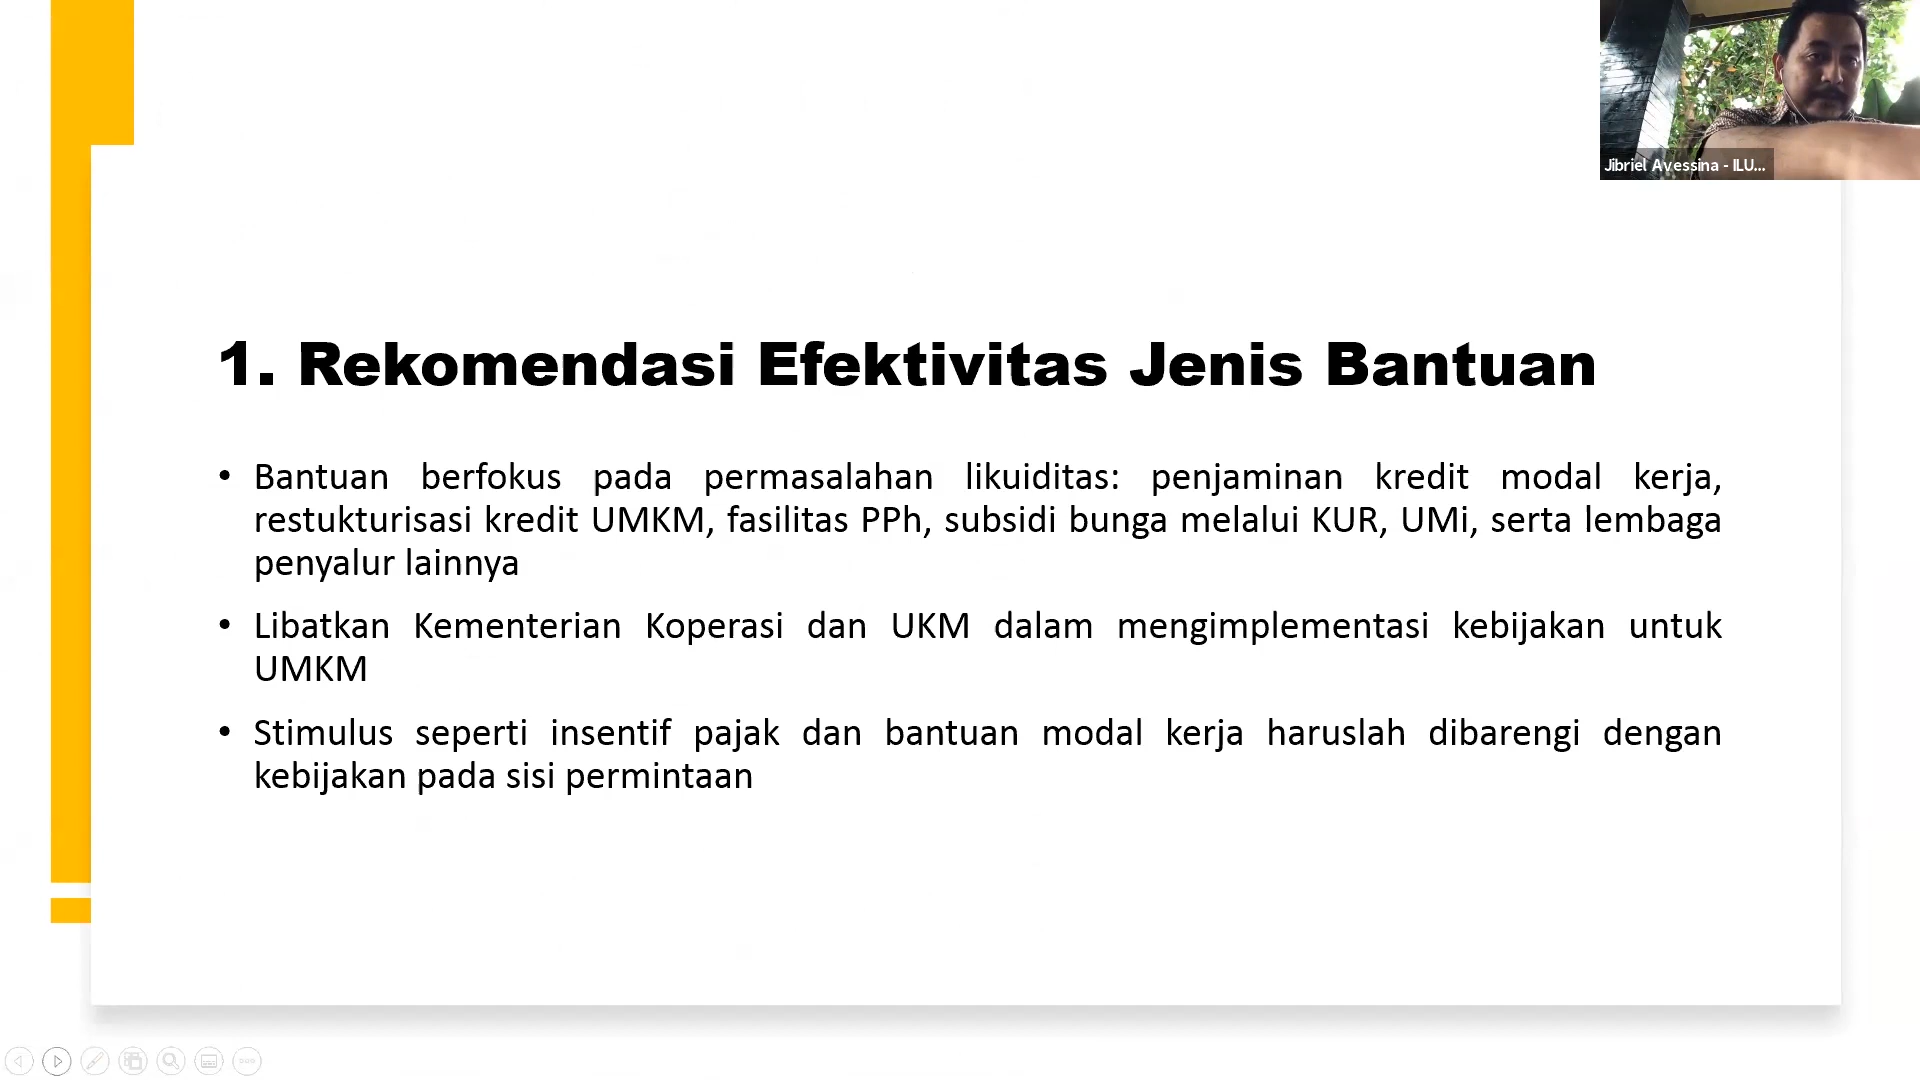 Jibriel Avessina - ILU...
1. Rekomendasi Efektivitas Jenis Bantuan
• Bantuan berfokus pada permasalahan likuiditas: penjaminan kredit modal kerja,
restukturisasi kredit UMKM, fasilitas PPh, subsidi bunga melalui KUR, UMi, serta lembaga
penyalur lainnya
• Libatkan Kementerian Koperasi dan UKM dalam mengimplementasi kebijakan untuk
UMKM
• Stimulus seperti insentif pajak dan bantuan modal kerja haruslah dibarengi dengan
kebijakan pada sisi permintaan